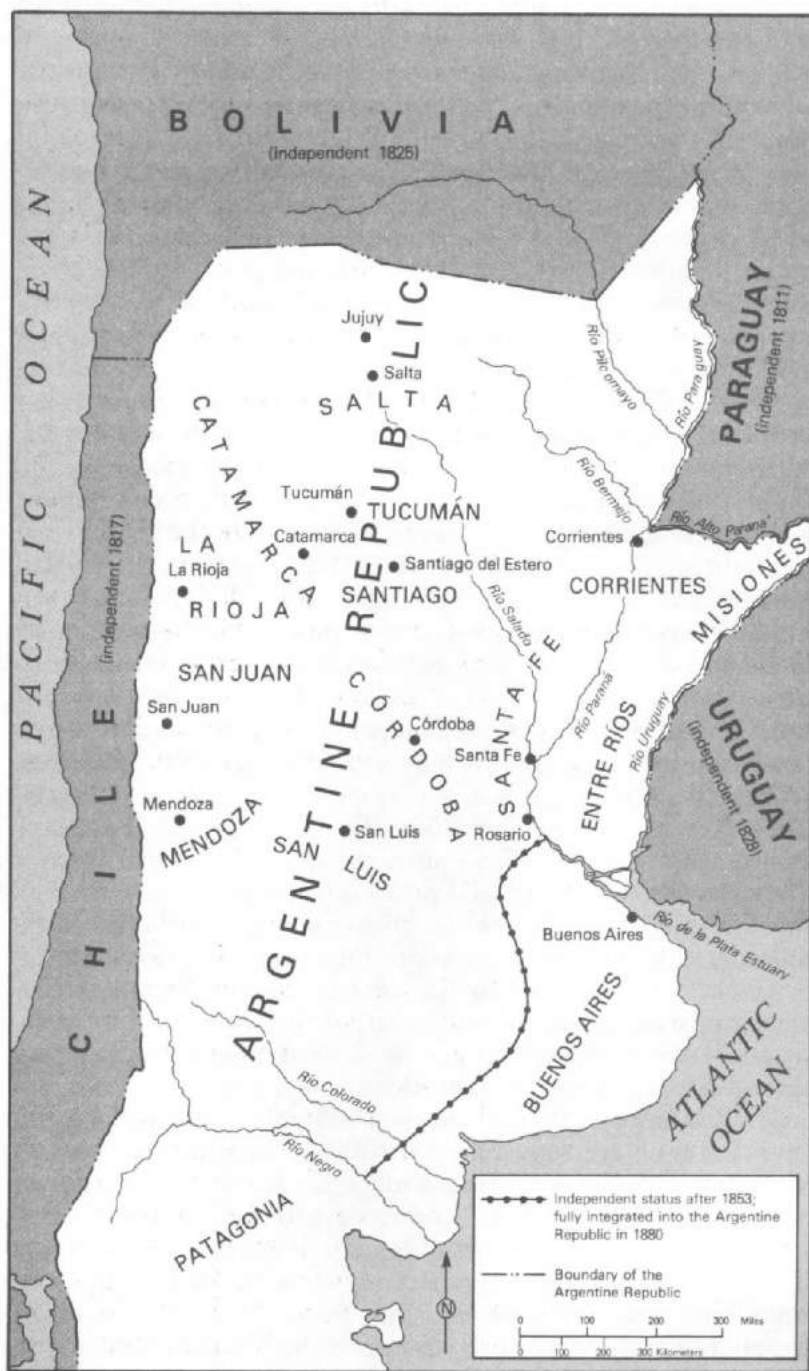 BOLIVIA
(independent 1825)
PACIFIC OCEAN
PARAGUAY
(independent 1811)
Jujuy
Salta
SALTA
Río Pilcomayo
Río Paraguay
CATAMARCA
ARGENTINE REPUBLIC
Río Bermejo
Tucumán
TUCUMÁN
Río Alto Paraná
Catamarca
Corrientes
LA
RIOJA
La Rioja
Santiago del Estero
SANTIAGO
CORRIENTES
MISIONES
CHILE
(independent 1817)
Río Salado
SAN JUAN
SANTA FE
Río Paraná
San Juan
CÓRDOBA
Córdoba
Santa Fe
ENTRE RÍOS
Río Uruguay
URUGUAY
(independent 1828)
Mendoza
MENDOZA
San Luis
SAN LUIS
Rosario
Buenos Aires
Río de la Plata Estuary
BUENOS AIRES
ATLANTIC
OCEAN
Río Colorado
Río Negro
PATAGONIA
N
Independent status after 1853;
fully integrated into the Argentine
Republic in 1880
Boundary of the
Argentine Republic
0 100 200 300 Miles
100 200 300 Kilometers